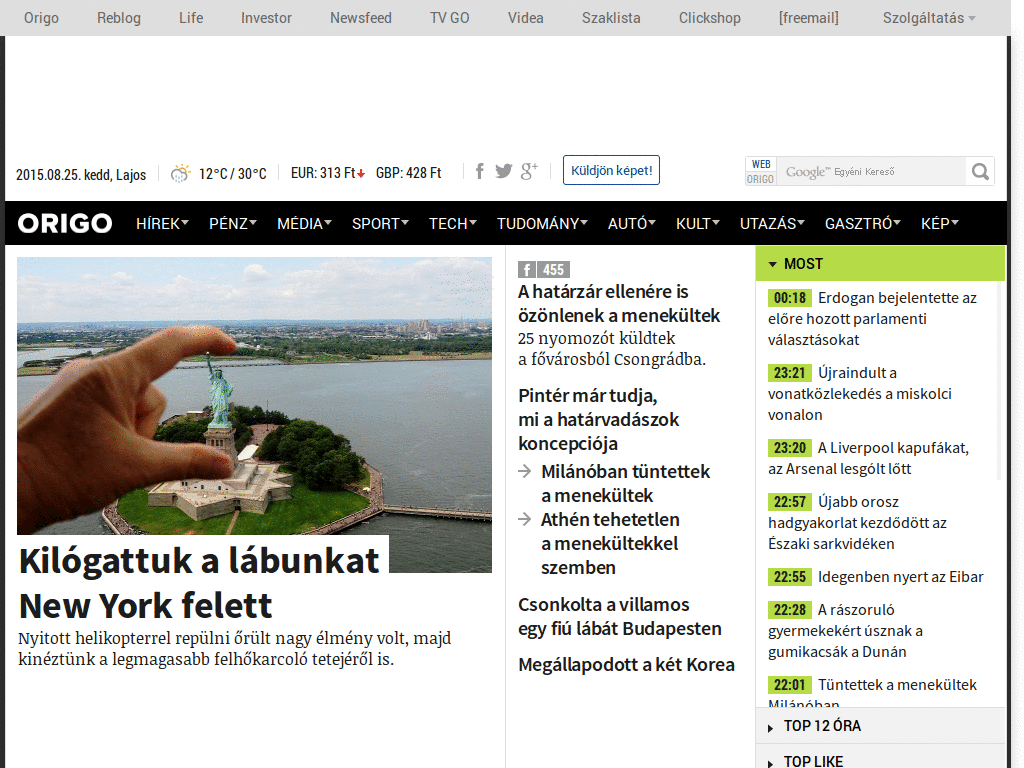 Origo Reblog Life Investor Newsfeed TV GO Videa Szaklista Clickshop [freemail] Szolgáltatás
2015.08.25. kedd, Lajos 12°C / 30°C EUR: 313 Ft GBP: 428 Ft Küldjön képet! WEB ORIGO Google™ Egyéni Kereső
ORIGO HÍREK PÉNZ MÉDIA SPORT TECH TUDOMÁNY AUTÓ KULT UTAZÁS GASZTRÓ KÉP
Kilógattuk a lábunkat
New York felett
Nyitott helikopterrel repülni őrült nagy élmény volt, majd
kinéztünk a legmagasabb felhőkarcoló tetejéről is.
f 455
A határzár ellenére is
özönlenek a menekültek
25 nyomozót küldtek
a fővárosból Csongrádba.
Pintér már tudja,
mi a határvadászok
koncepciója
Milánóban tüntettek
a menekültek
Athén tehetetlen
a menekültekkel
szemben
Csonkolta a villamos
egy fiú lábát Budapesten
Megállapodott a két Korea
MOST
00:18 Erdogan bejelentette az
előre hozott parlamenti
választásokat
23:21 Újraindult a
vonatközlekedés a miskolci
vonalon
23:20 A Liverpool kapufákat,
az Arsenal lesgólt lőtt
22:57 Újabb orosz
hadgyakorlat kezdődött az
Északi sarkvidéken
22:55 Idegenben nyert az Eibar
22:28 A rászoruló
gyermekekért úsznak a
gumikacsák a Dunán
22:01 Tüntettek a menekültek
Milánóban
TOP 12 ÓRA
TOP LIKE